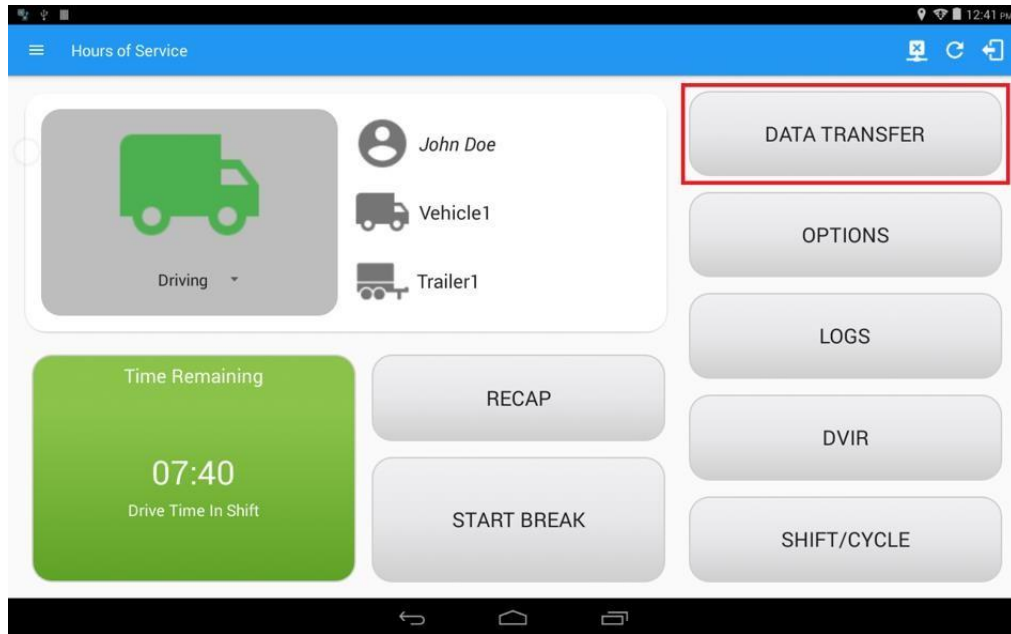 12:41 PM
Hours of Service
John Doe
Vehicle1
Driving
Trailer1
Time Remaining
07:40
Drive Time In Shift
RECAP
START BREAK
DATA TRANSFER
OPTIONS
LOGS
DVIR
SHIFT/CYCLE